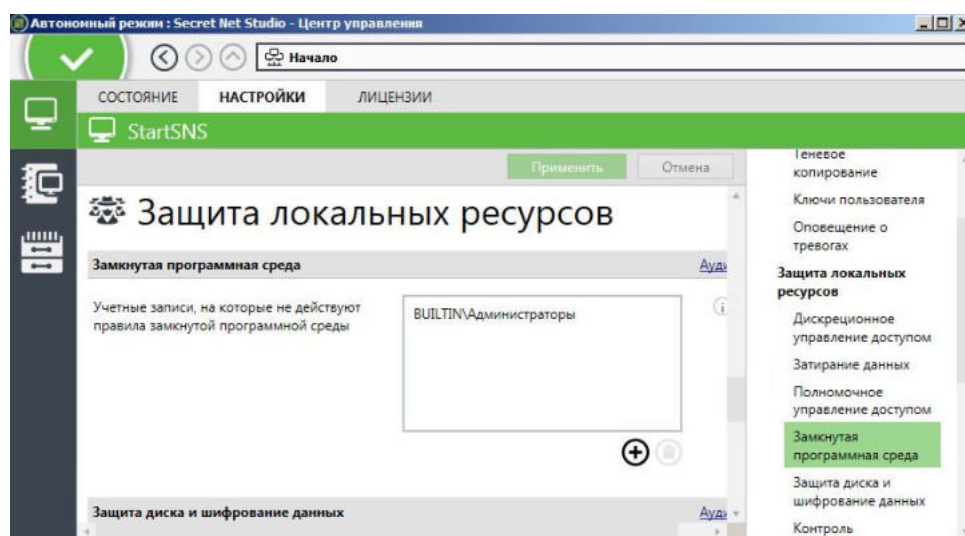 Автономный режим : Secret Net Studio - Центр управления
Начало
СОСТОЯНИЕ НАСТРОЙКИ ЛИЦЕНЗИИ
StartSNS
Применить Отмена
Защита локальных ресурсов
Замкнутая программная среда Ауди
Учетные записи, на которые не действуют
правила замкнутой программной среды
BUILTIN\Администраторы
Защита диска и шифрование данных Ауди
Теневое
копирование
Ключи пользователя
Оповещение о
тревогах
Защита локальных
ресурсов
Дискреционное
управление доступом
Затирание данных
Полномочное
управление доступом
Замкнутая
программная среда
Защита диска и
шифрование данных
Контроль